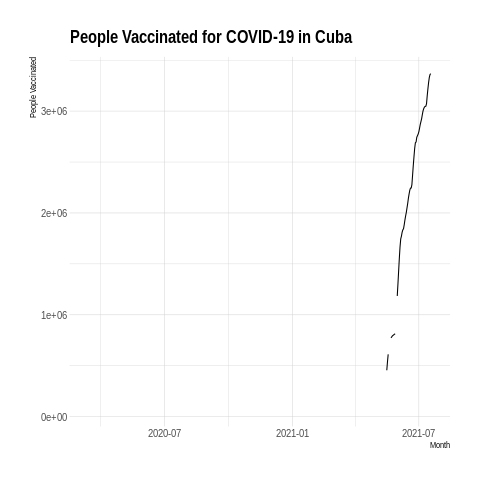 People Vaccinated for COVID-19 in Cuba
People Vaccinated
3e+06
2e+06
1e+06
0e+00
2020-07
2021-01
2021-07
Month